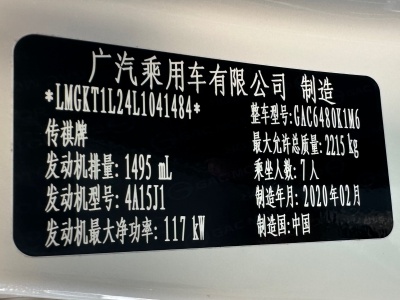 广汽乘用车有限公司 制造
*LMGKT1L24L1041484*
整车型号:GAC6480K1M6
传祺牌
最大允许总质量: 2215 kg
发动机排量: 1495 mL
乘坐人数: 7人
发动机型号: 4A15J1
制造年月: 2020年02月
发动机最大净功率: 117 kW
制造国: 中国